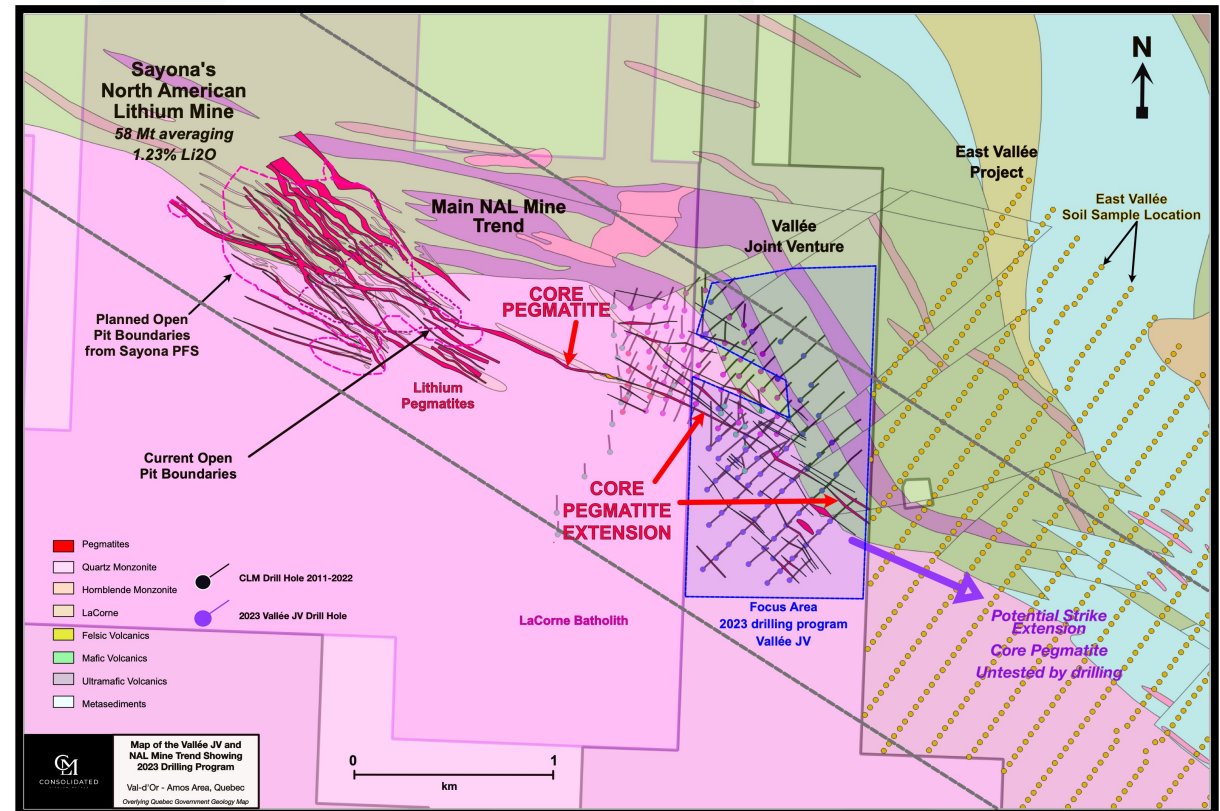 Sayona's
North American
Lithium Mine
58 Mt averaging
1.23% Li2O
N
East Vallée
Project
East Vallée
Soil Sample Location
Main NAL Mine
Trend
Vallée
Joint Venture
CORE
PEGMATITE
Planned Open
Pit Boundaries
from Sayona PFS
Lithium
Pegmatites
Current Open
Pit Boundaries
CORE
PEGMATITE
EXTENSION
Pegmatites
Quartz Monzonite
Hornblende Monzonite
LaCorne
Felsic Volcanics
Mafic Volcanics
Ultramafic Volcanics
Metasediments
CLM Drill Hole 2011-2022
2023 Vallée JV Drill Hole
LaCorne Batholith
Focus Area
2023 drilling program
Vallée JV
Potential Strike
Extension
Core Pegmatite
Untested by drilling
CLM
CONSOLIDATED
Map of the Vallée JV and
NAL Mine Trend Showing
2023 Drilling Program
Val-d'Or - Amos Area, Quebec
Overlying Quebec Government Geology Map
0 1
km